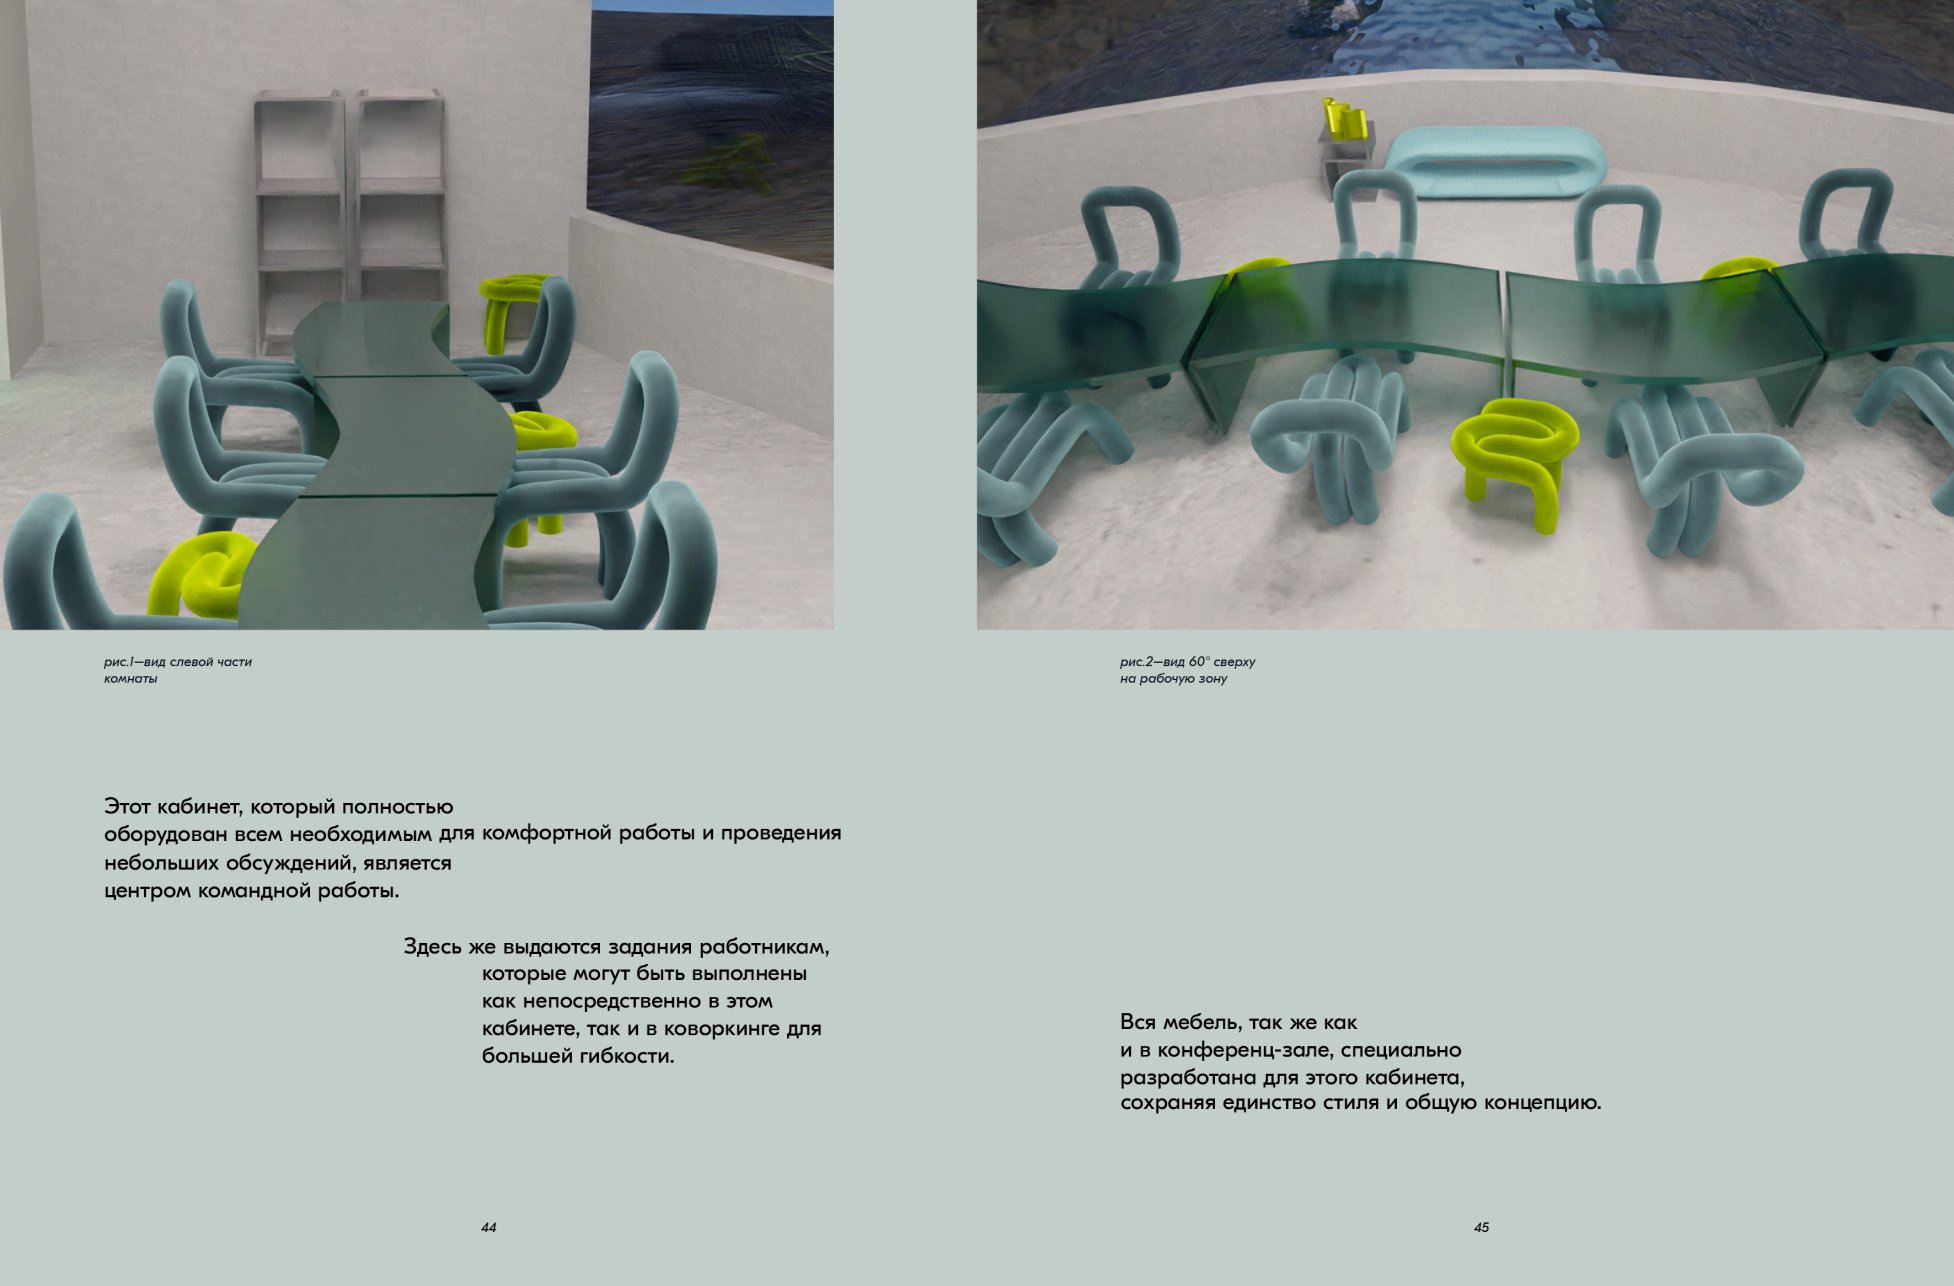 рис.1—вид слевой части
комнаты
рис.2—вид 60° сверху
на рабочую зону
Этот кабинет, который полностью
оборудован всем необходимым для комфортной работы и проведения
небольших обсуждений, является
центром командной работы.
Здесь же выдаются задания работникам,
которые могут быть выполнены
как непосредственно в этом
кабинете, так и в коворкинге для
большей гибкости.
Вся мебель, так же как
и в конференц-зале, специально
разработана для этого кабинета,
сохраняя единство стиля и общую концепцию.
44
45